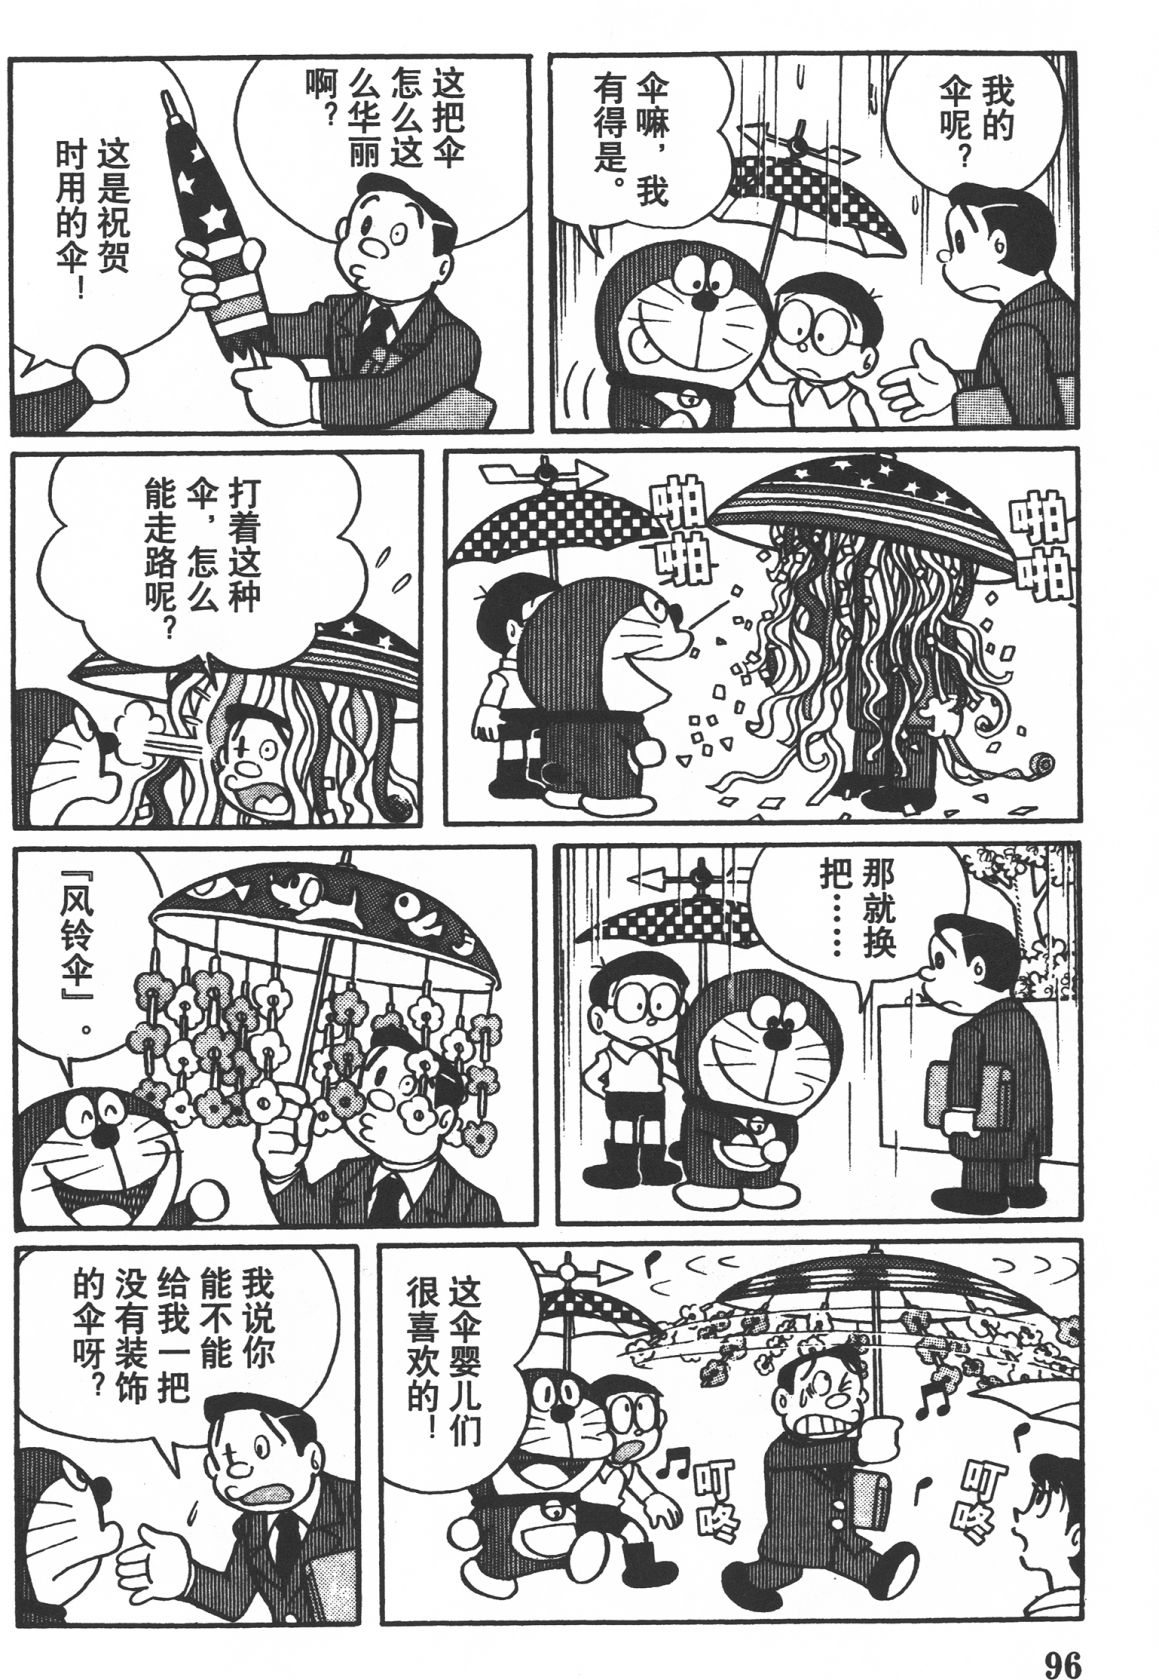 我的
伞呢？
伞嘛，我
有得是。
这把伞
怎么这
么华丽
啊？
这是祝贺
时用的伞！
啪啪
啪啪
打着这种
伞，怎么
能走路呢？
那就换
把……
『风铃伞』。
这伞婴儿们
很喜欢的！
叮咚
叮咚
我说你
能不能
给我一把
没有装饰
的伞呀？
96